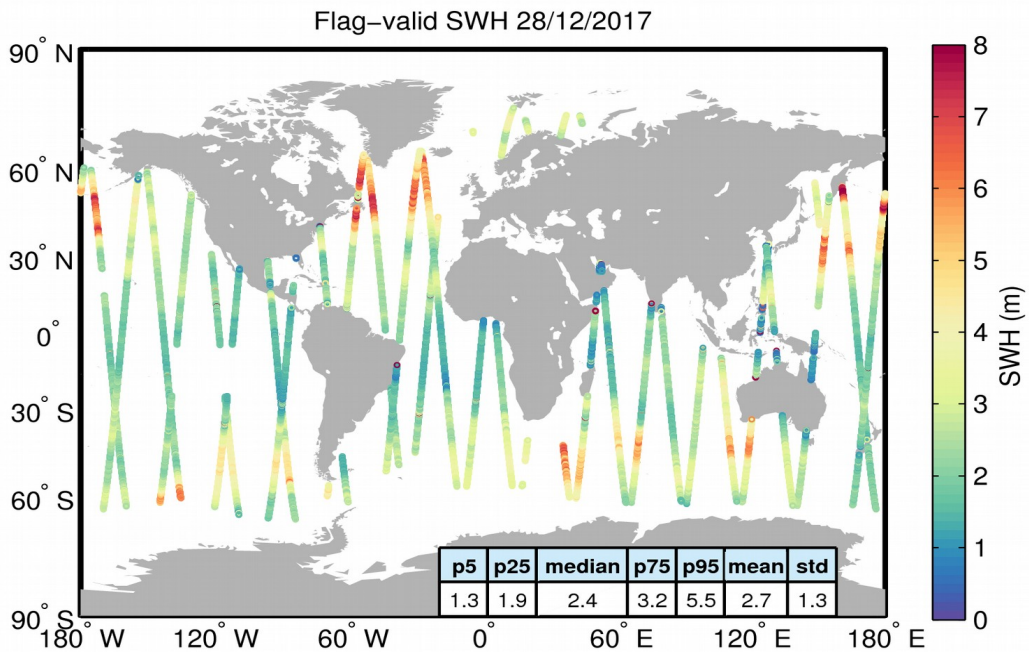 Flag−valid SWH 28/12/2017
90° N
60° N
30° N
0°
30° S
60° S
90° S
180° W
120° W
60° W
0°
60° E
120° E
180° E
p5 p25 median p75 p95 mean std
1.3 1.9 2.4 3.2 5.5 2.7 1.3
8
7
6
5
4
3
2
1
0
SWH (m)